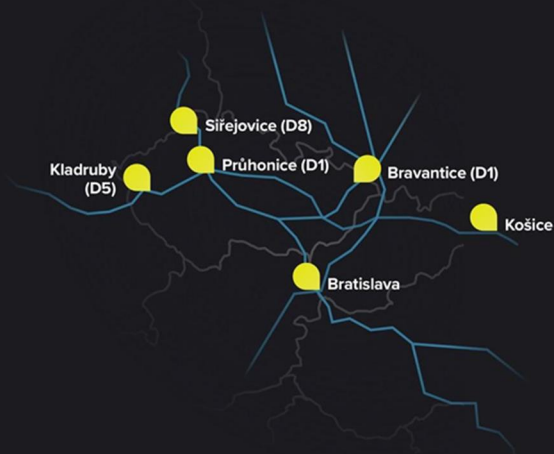 Siřejovice (D8)
Průhonice (D1)
Kladruby
(D5)
Bravantice (D1)
Košice
Bratislava